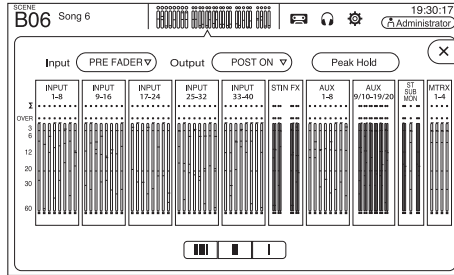 SCENE
B06 Song 6
19:30:17
Administrator
×
Input PRE FADER Output POST ON Peak Hold
INPUT 1–8
INPUT 9–16
INPUT 17–24
INPUT 25–32
INPUT 33–40
STIN FX
AUX 1–8
AUX 9/10–19/20
ST SUB MON
MTRX 1–4
Σ
OVER
3
6
12
20
30
60